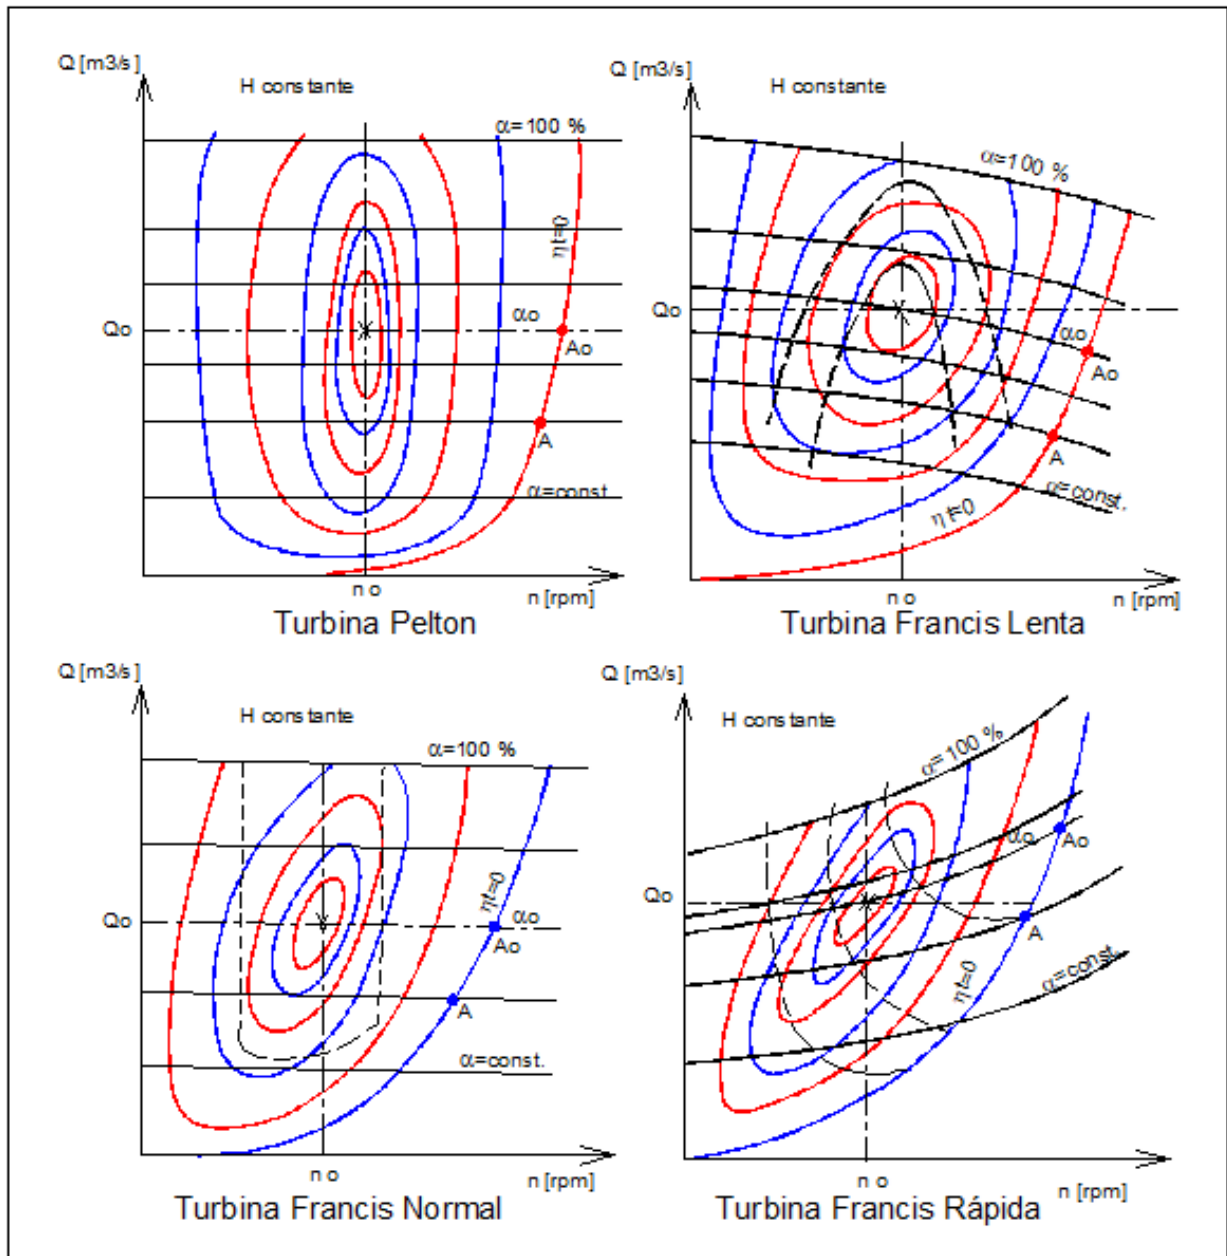 Q [m3/s]
H constante
α=100 %
ηt=0
Qo
αo
Ao
A
α=const.
n o
n [rpm]
Turbina Pelton
Q [m3/s]
H constante
α=100 %
Qo
αo
Ao
A
α=const.
η t=0
n o
n [rpm]
Turbina Francis Lenta
Q [m3/s]
H constante
α=100 %
ηt=0
Qo
αo
Ao
A
α=const.
n o
n [rpm]
Turbina Francis Normal
Q [m3/s]
H constante
α=100 %
αo
Ao
Qo
A
α=const.
ηt=0
n o
n [rpm]
Turbina Francis Rápida